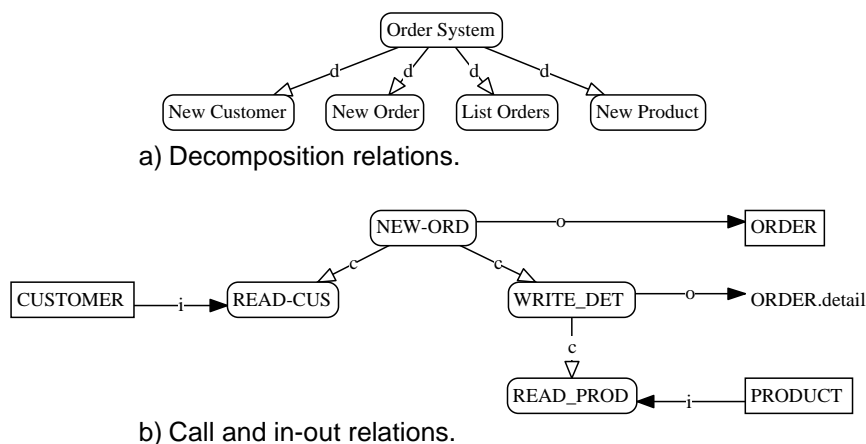 Order System
d d d d
New Customer New Order List Orders New Product
a) Decomposition relations.
NEW-ORD o ORDER
c c
CUSTOMER i READ-CUS WRITE_DET o ORDER.detail
c
READ_PROD i PRODUCT
b) Call and in-out relations.